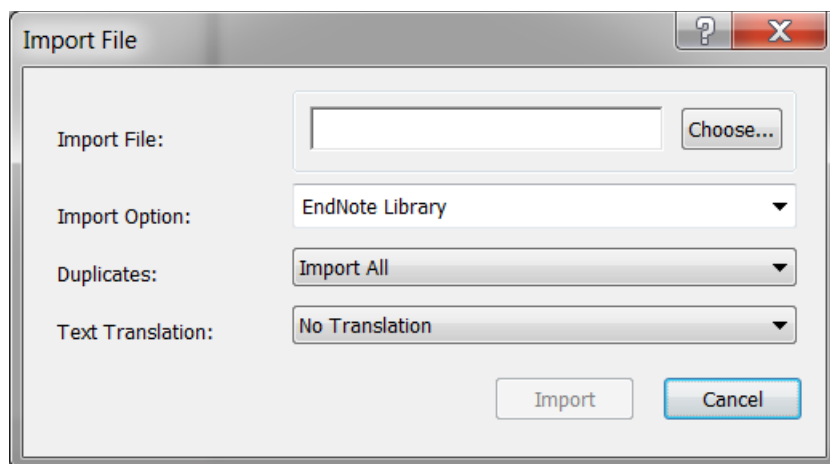 Import File
Import File:
Choose...
Import Option:
EndNote Library
Duplicates:
Import All
Text Translation:
No Translation
Import
Cancel